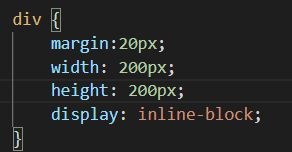 div {
margin:20px;
width: 200px;
height: 200px;
display: inline-block;
}